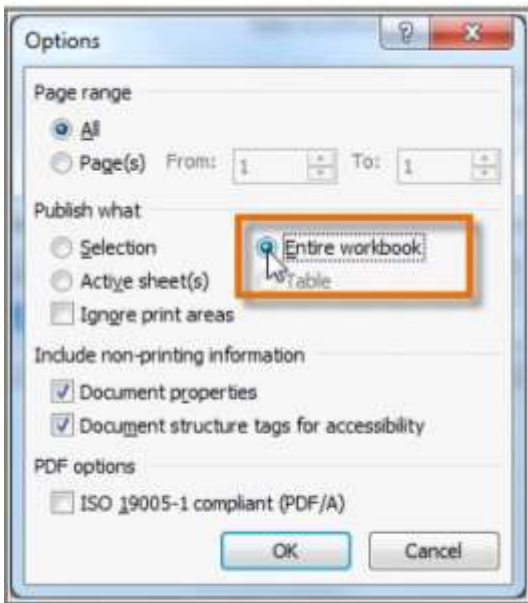 Options
Page range
All
Page(s) From: 1 To: 1
Publish what
Selection Entire workbook
Active sheet(s) Table
Ignore print areas
Include non-printing information
Document properties
Document structure tags for accessibility
PDF options
ISO 19005-1 compliant (PDF/A)
OK Cancel